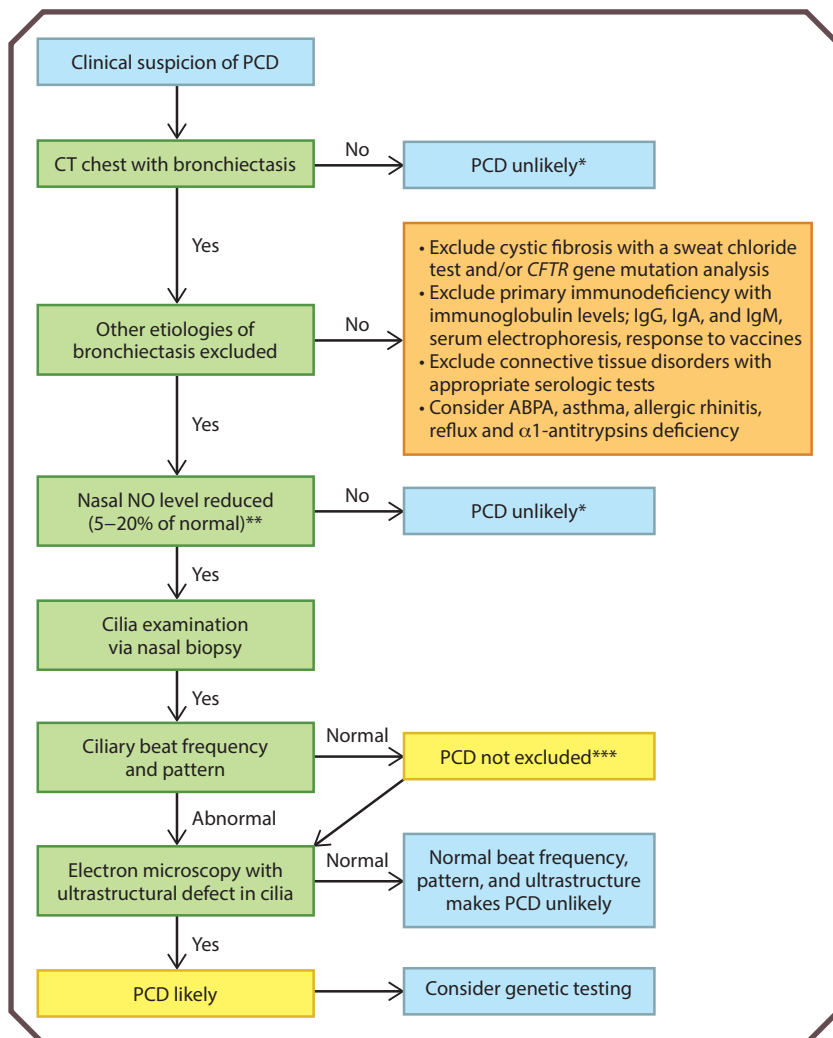 Clinical suspicion of PCD
CT chest with bronchiectasis
No
PCD unlikely*
Yes
• Exclude cystic fibrosis with a sweat chloride
test and/or CFTR gene mutation analysis
• Exclude primary immunodeficiency with
immunoglobulin levels; IgG, IgA, and IgM,
serum electrophoresis, response to vaccines
• Exclude connective tissue disorders with
appropriate serologic tests
• Consider ABPA, asthma, allergic rhinitis,
reflux and α1-antitrypsins deficiency
Other etiologies of
bronchiectasis excluded
No
Yes
Nasal NO level reduced
(5–20% of normal)**
No
PCD unlikely*
Yes
Cilia examination
via nasal biopsy
Yes
Ciliary beat frequency
and pattern
Normal
PCD not excluded***
Abnormal
Electron microscopy with
ultrastructural defect in cilia
Normal
Normal beat frequency,
pattern, and ultrastructure
makes PCD unlikely
Yes
PCD likely
Consider genetic testing